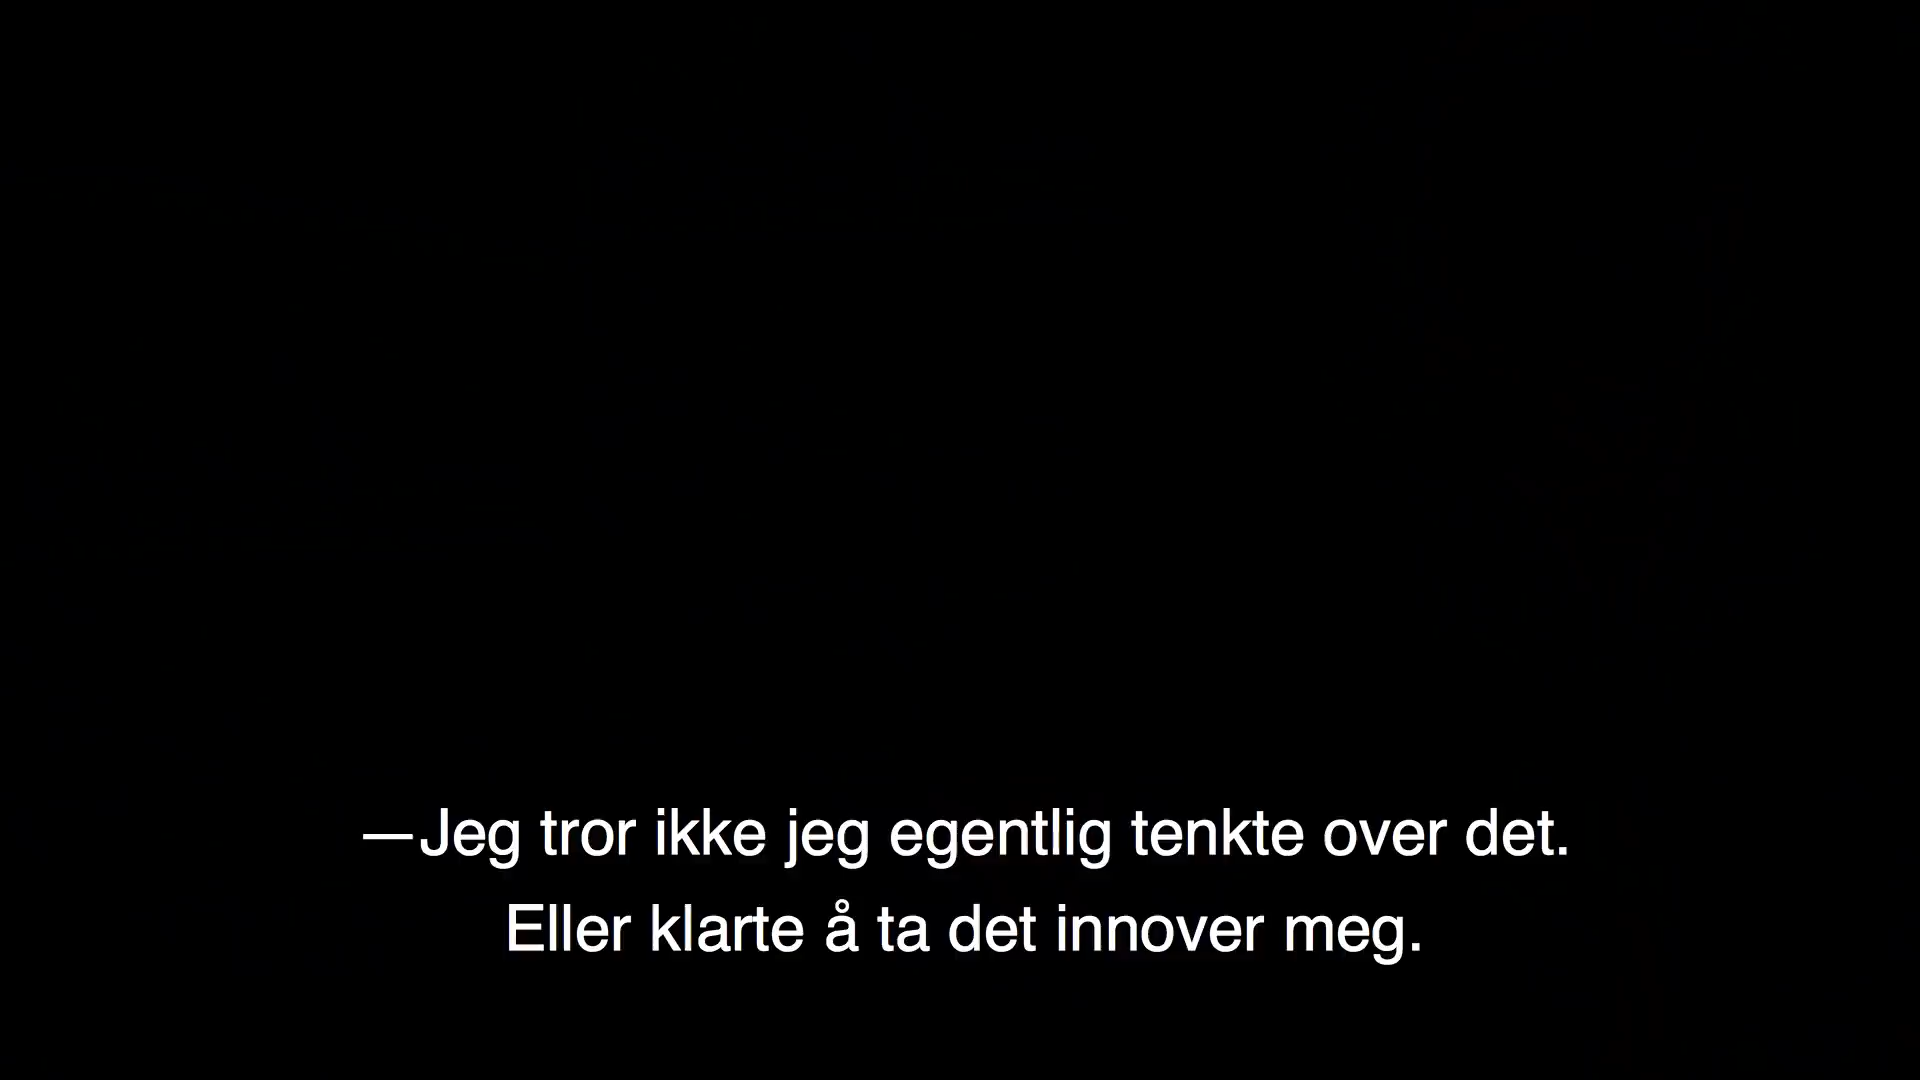 —Jeg tror ikke jeg egentlig tenkte over det.
Eller klarte å ta det innover meg.